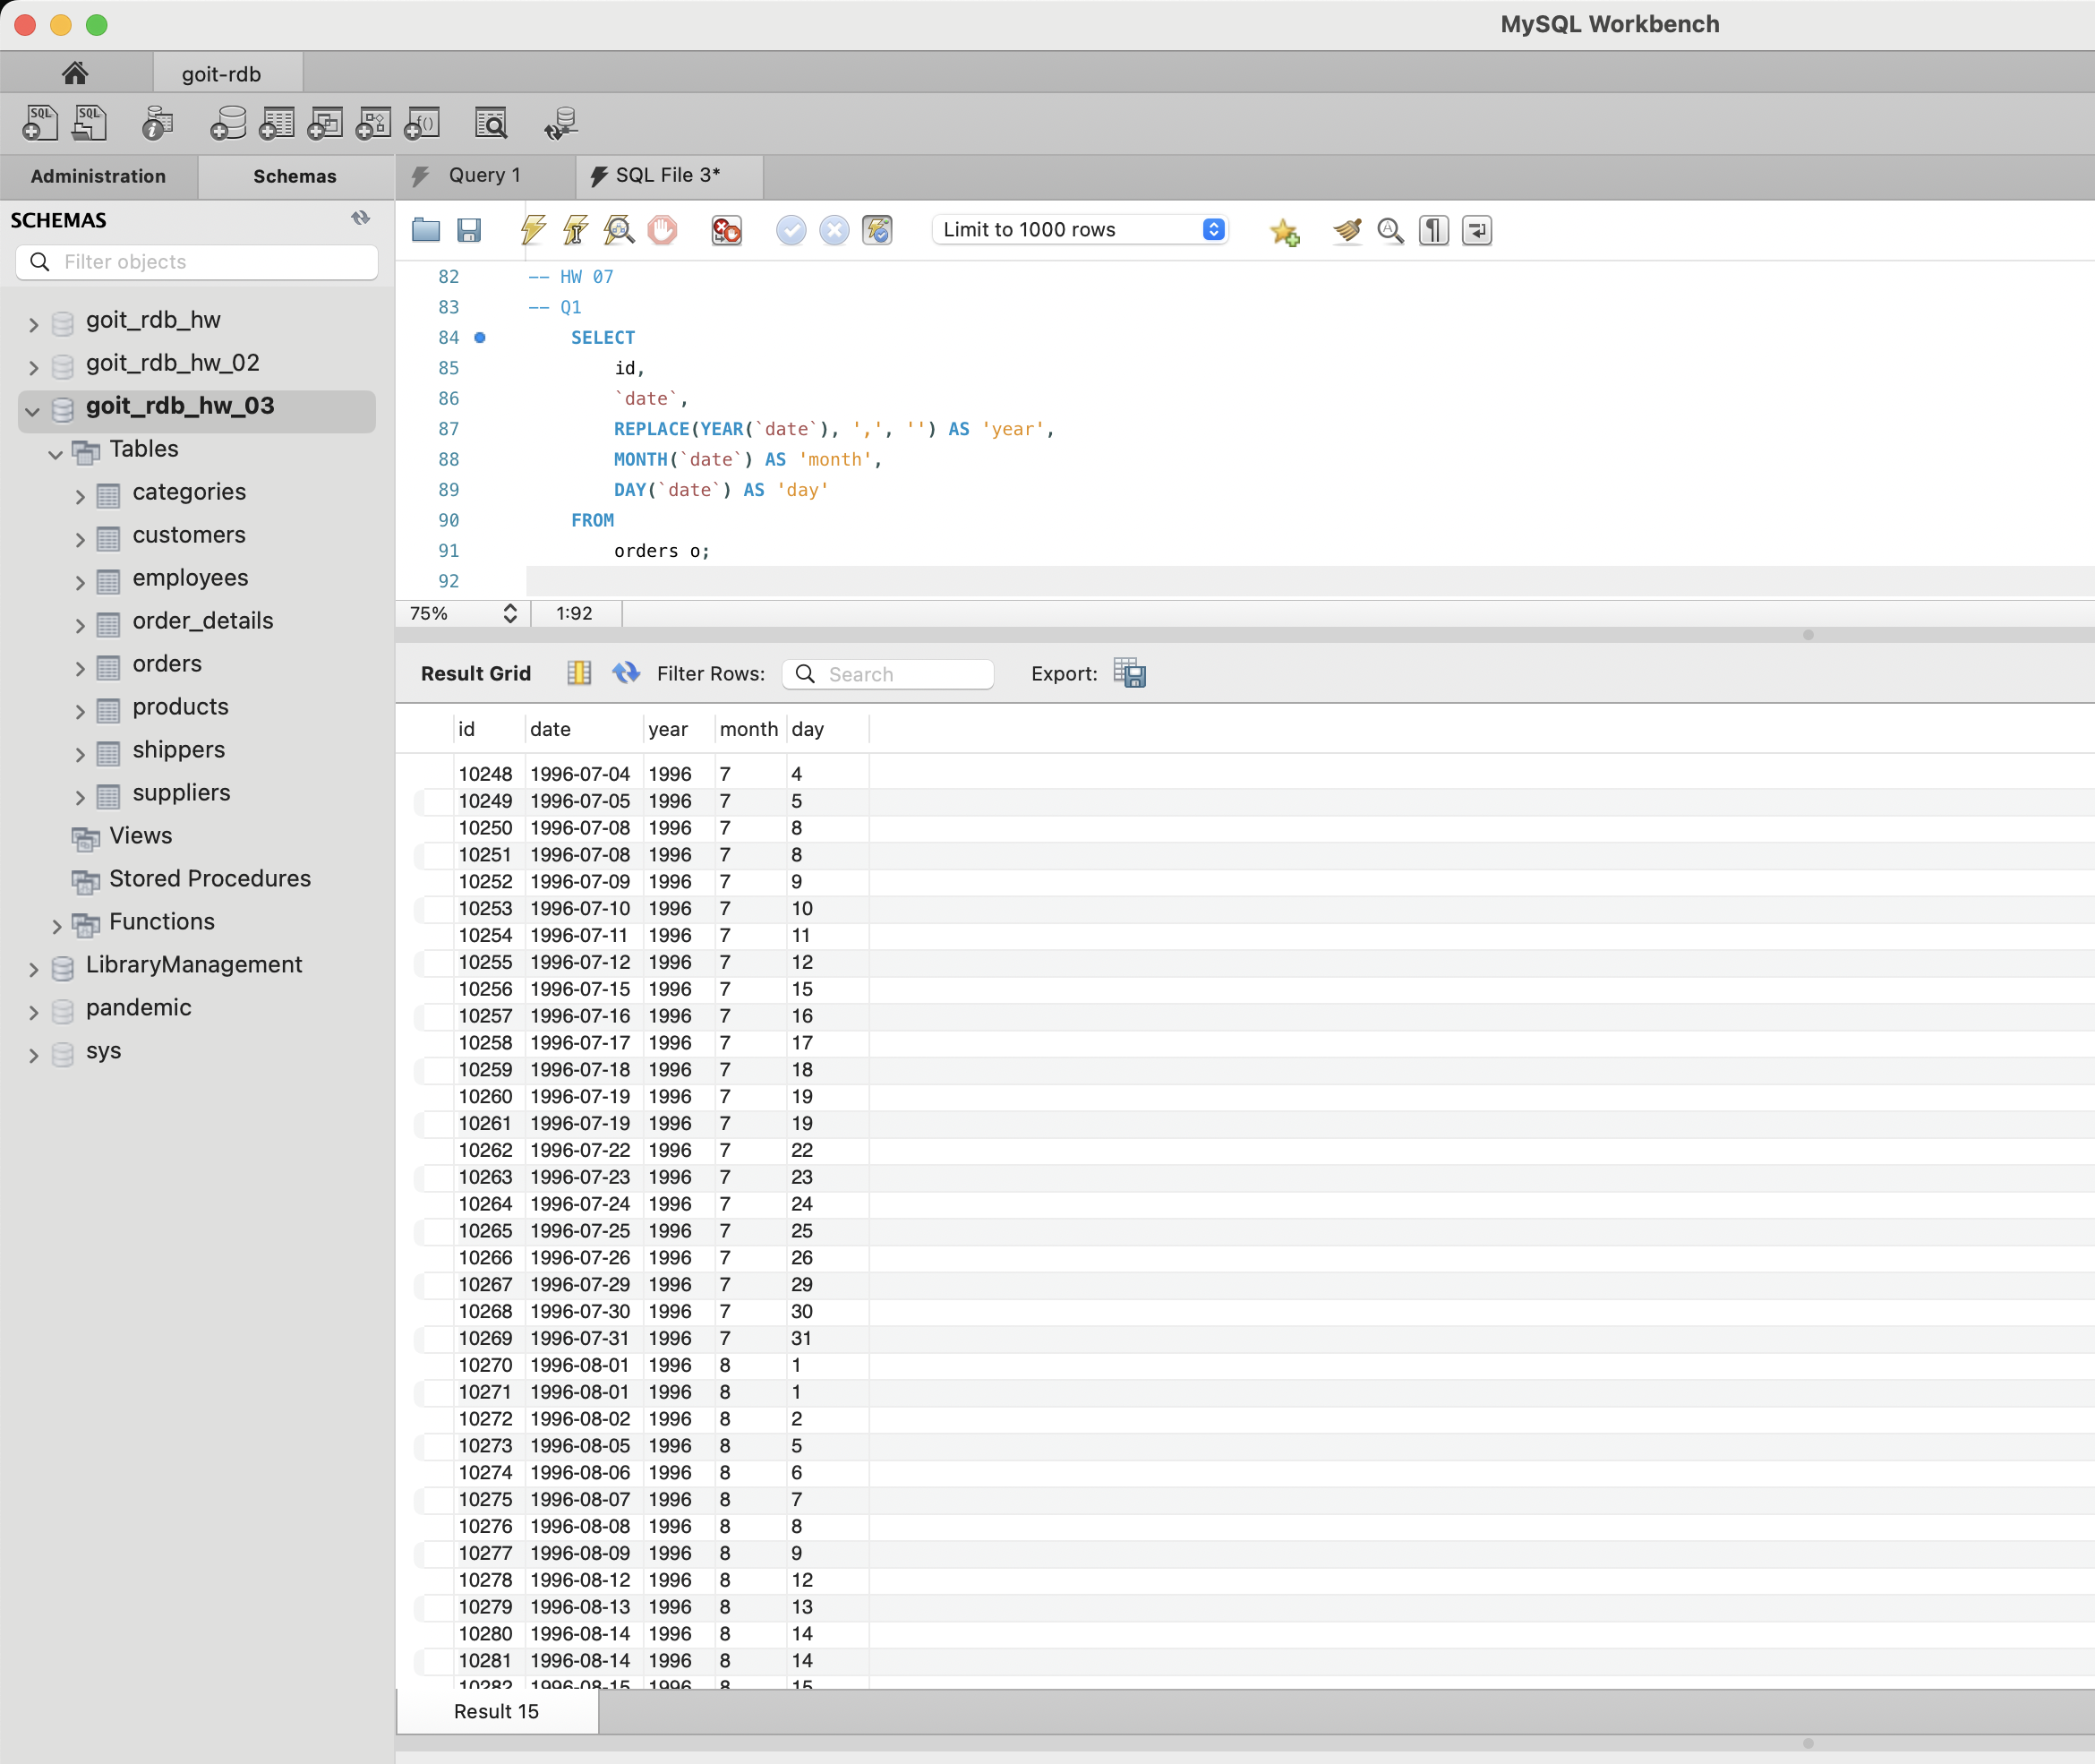 MySQL Workbench
goit-rdb
Administration Schemas Query 1 SQL File 3*
SCHEMAS
Filter objects
Limit to 1000 rows
goit_rdb_hw
goit_rdb_hw_02
goit_rdb_hw_03
Tables
categories
customers
employees
order_details
orders
products
shippers
suppliers
Views
Stored Procedures
Functions
LibraryManagement
pandemic
sys
82 -- HW 07
83 -- Q1
84 SELECT
85 id,
86 `date`,
87 REPLACE(YEAR(`date`), ',', '') AS 'year',
88 MONTH(`date`) AS 'month',
89 DAY(`date`) AS 'day'
90 FROM
91 orders o;
92
75% 1:92
Result Grid Filter Rows: Search Export:
id date year month day
10248 1996-07-04 1996 7 4
10249 1996-07-05 1996 7 5
10250 1996-07-08 1996 7 8
10251 1996-07-08 1996 7 8
10252 1996-07-09 1996 7 9
10253 1996-07-10 1996 7 10
10254 1996-07-11 1996 7 11
10255 1996-07-12 1996 7 12
10256 1996-07-15 1996 7 15
10257 1996-07-16 1996 7 16
10258 1996-07-17 1996 7 17
10259 1996-07-18 1996 7 18
10260 1996-07-19 1996 7 19
10261 1996-07-19 1996 7 19
10262 1996-07-22 1996 7 22
10263 1996-07-23 1996 7 23
10264 1996-07-24 1996 7 24
10265 1996-07-25 1996 7 25
10266 1996-07-26 1996 7 26
10267 1996-07-29 1996 7 29
10268 1996-07-30 1996 7 30
10269 1996-07-31 1996 7 31
10270 1996-08-01 1996 8 1
10271 1996-08-01 1996 8 1
10272 1996-08-02 1996 8 2
10273 1996-08-05 1996 8 5
10274 1996-08-06 1996 8 6
10275 1996-08-07 1996 8 7
10276 1996-08-08 1996 8 8
10277 1996-08-09 1996 8 9
10278 1996-08-12 1996 8 12
10279 1996-08-13 1996 8 13
10280 1996-08-14 1996 8 14
10281 1996-08-14 1996 8 14
10282 1996-08-15 1996 8 15
Result 15